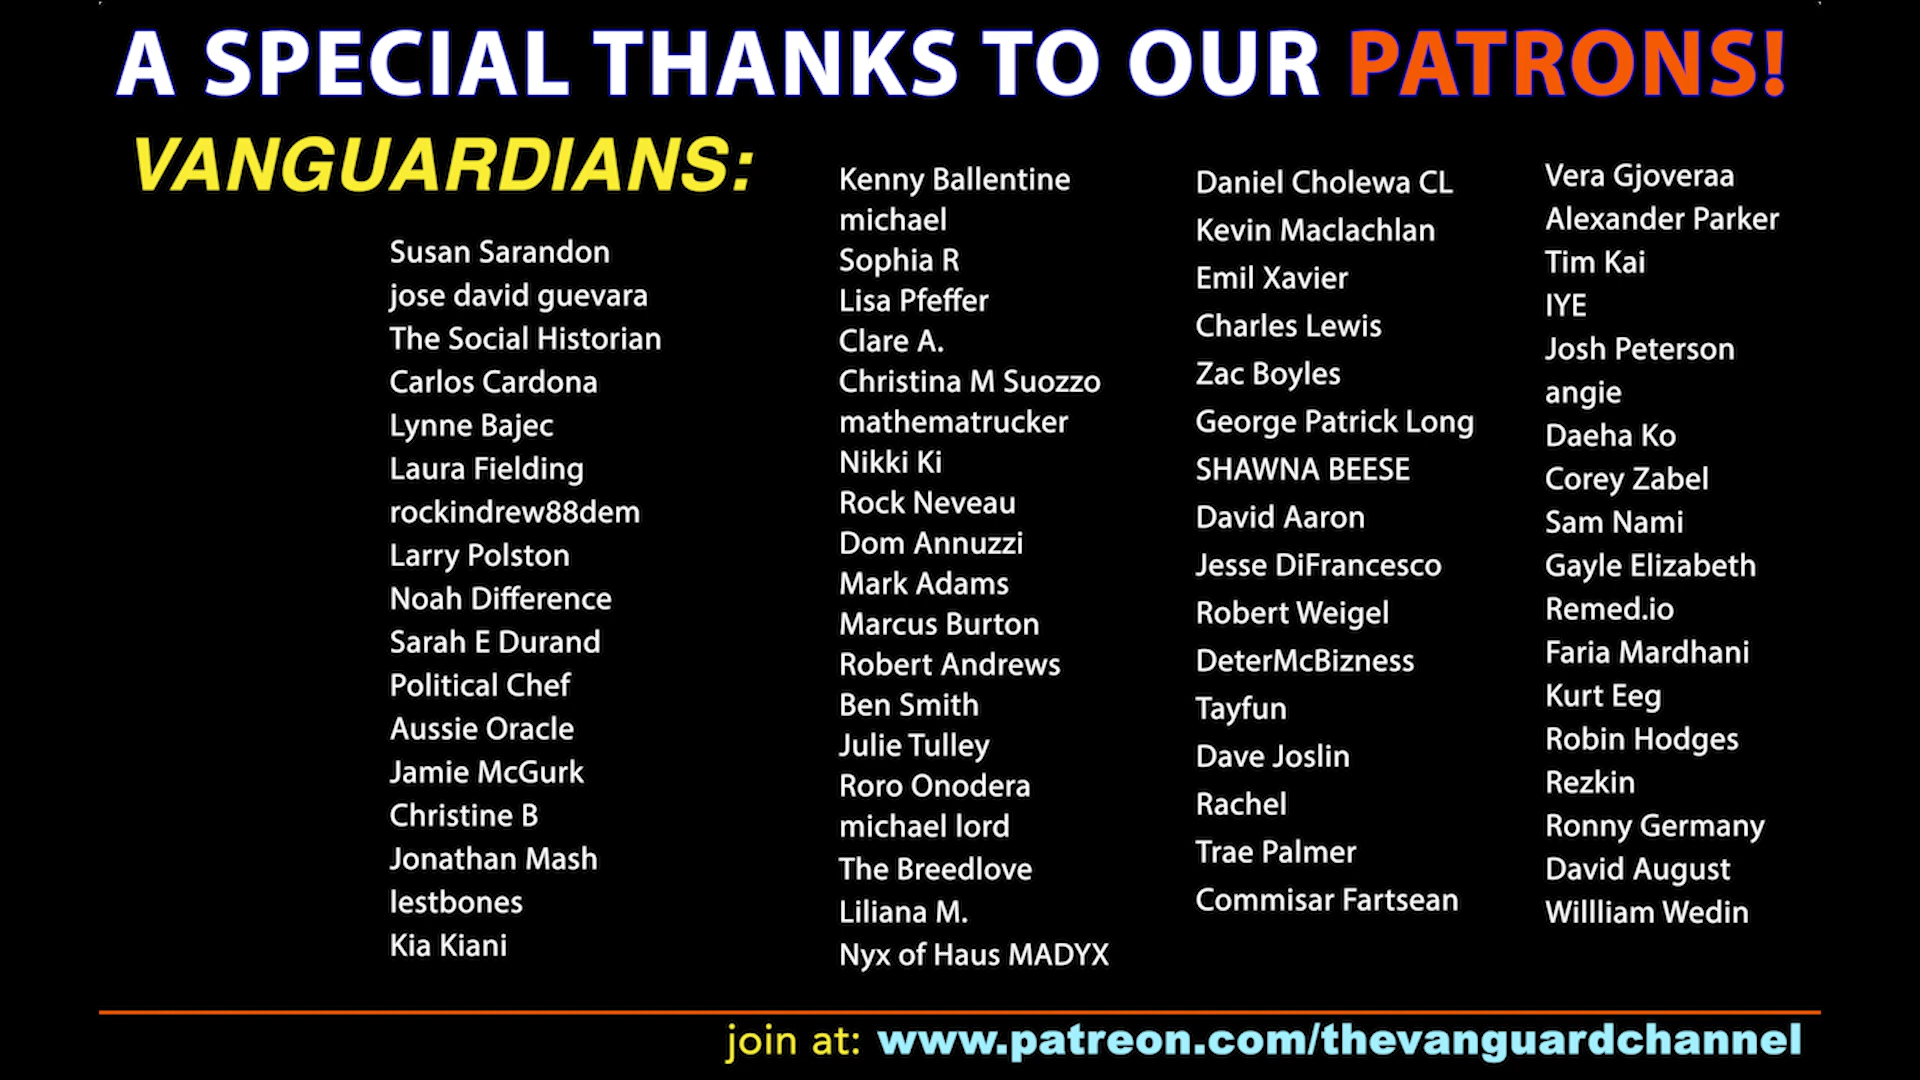 A SPECIAL THANKS TO OUR PATRONS!
VANGUARDIANS:
Susan Sarandon
jose david guevara
The Social Historian
Carlos Cardona
Lynne Bajec
Laura Fielding
rockindrew88dem
Larry Polston
Noah Difference
Sarah E Durand
Political Chef
Aussie Oracle
Jamie McGurk
Christine B
Jonathan Mash
lestbones
Kia Kiani
Kenny Ballentine
michael
Sophia R
Lisa Pfeffer
Clare A.
Christina M Suozzo
mathematrucker
Nikki Ki
Rock Neveau
Dom Annuzzi
Mark Adams
Marcus Burton
Robert Andrews
Ben Smith
Julie Tulley
Roro Onodera
michael lord
The Breedlove
Liliana M.
Nyx of Haus MADYX
Daniel Cholewa CL
Kevin Maclachlan
Emil Xavier
Charles Lewis
Zac Boyles
George Patrick Long
SHAWNA BEESE
David Aaron
Jesse DiFrancesco
Robert Weigel
DeterMcBizness
Tayfun
Dave Joslin
Rachel
Trae Palmer
Commisar Fartsean
Vera Gjoveraa
Alexander Parker
Tim Kai
IYE
Josh Peterson
angie
Daeha Ko
Corey Zabel
Sam Nami
Gayle Elizabeth
Remed.io
Faria Mardhani
Kurt Eeg
Robin Hodges
Rezkin
Ronny Germany
David August
Willliam Wedin
join at: www.patreon.com/thevanguardchannel